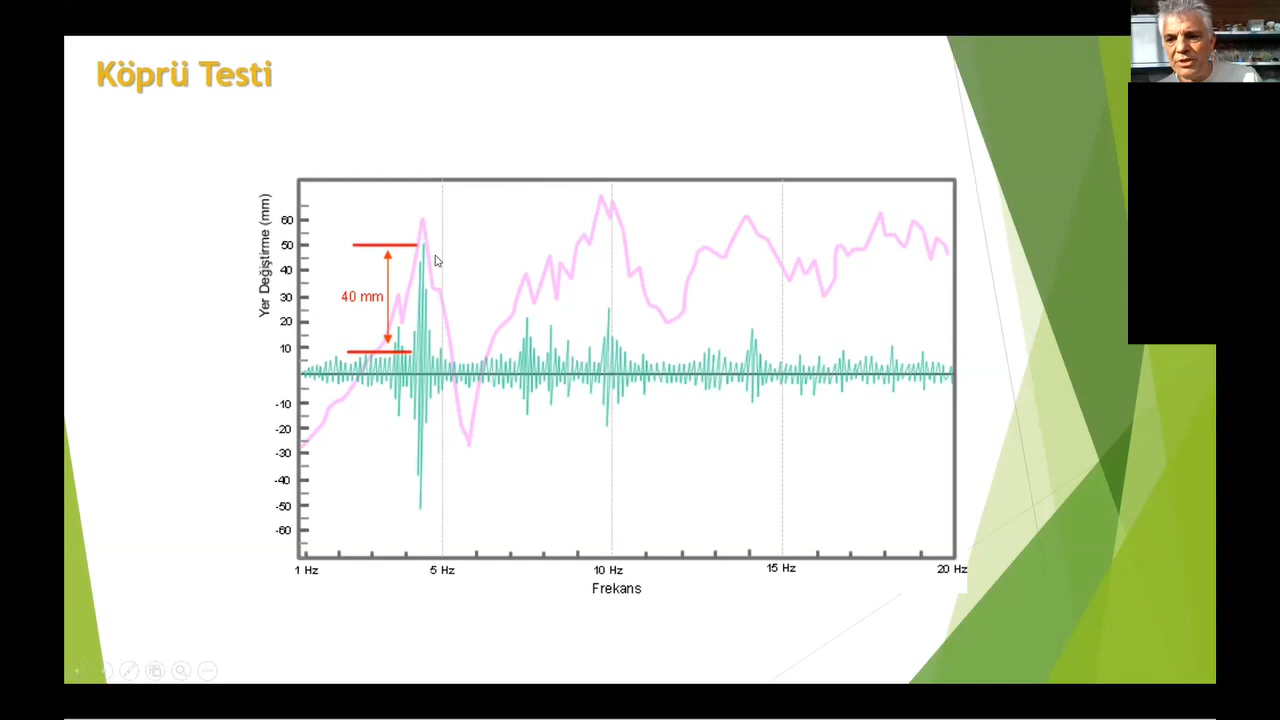 Köprü Testi
Yer Değiştirme (mm)
60
50
40
30
20
10
-10
-20
-30
-40
-50
-60
40 mm
1 Hz
5 Hz
10 Hz
15 Hz
20 Hz
Frekans